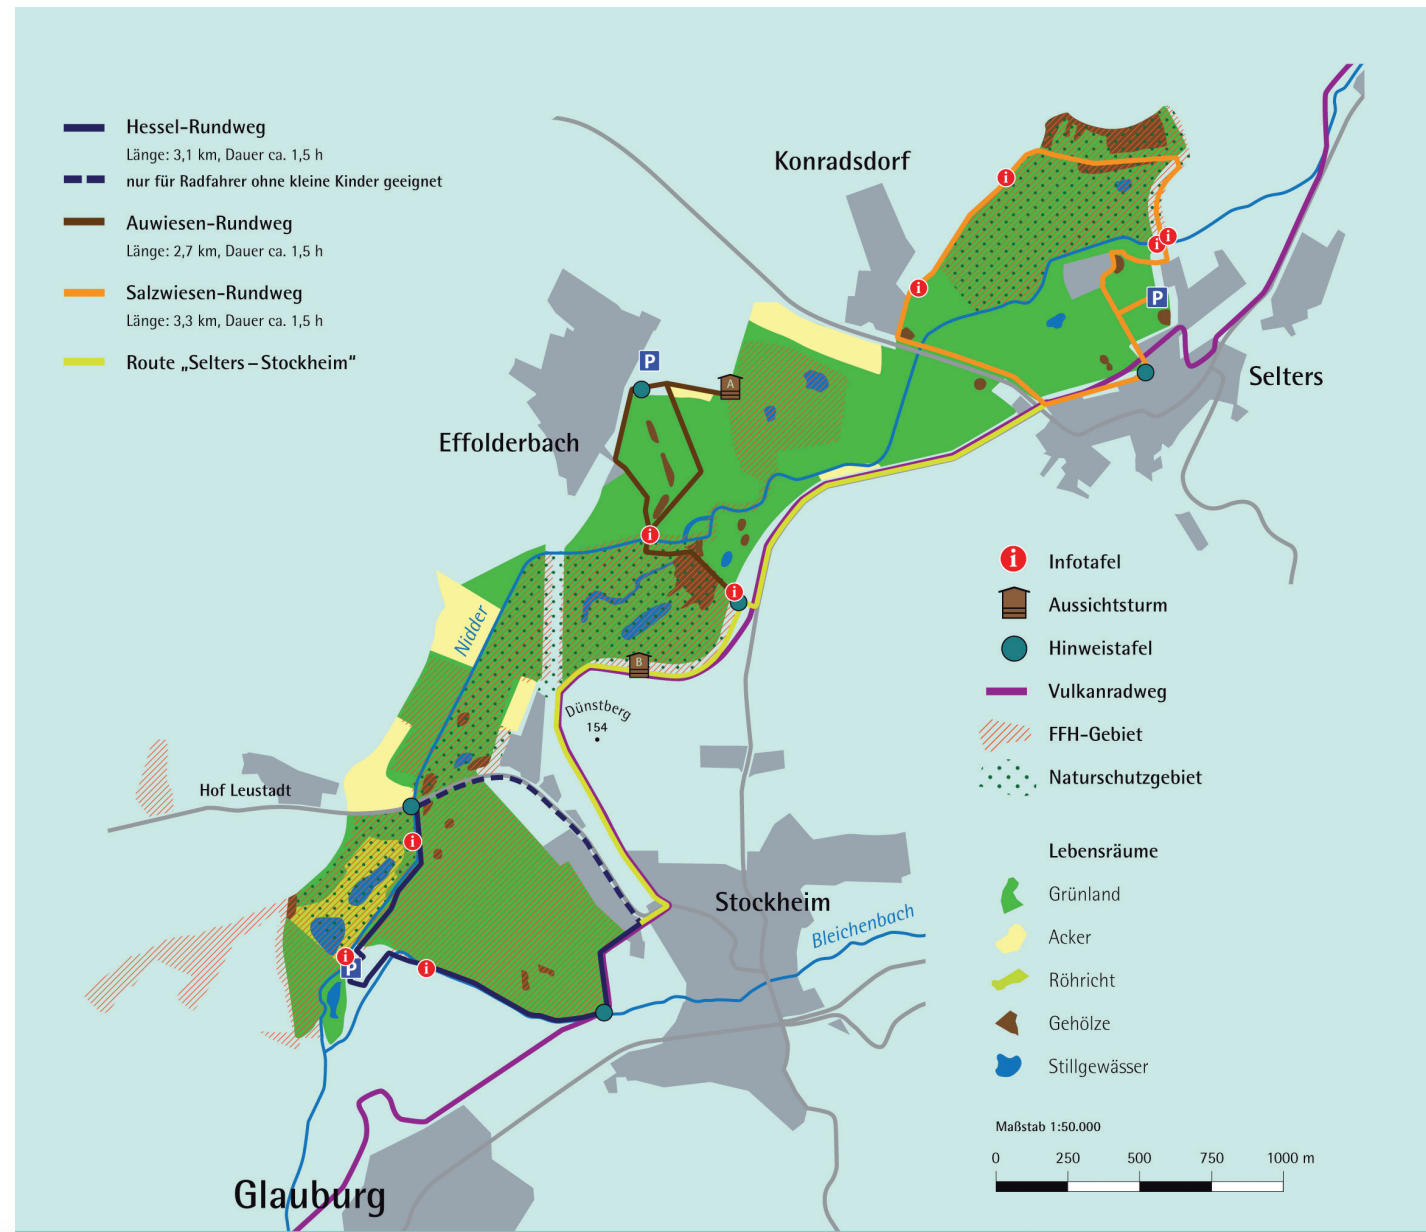 Hessel-Rundweg
Länge: 3,1 km, Dauer ca. 1,5 h
nur für Radfahrer ohne kleine Kinder geeignet
Auwiesen-Rundweg
Länge: 2,7 km, Dauer ca. 1,5 h
Salzwiesen-Rundweg
Länge: 3,3 km, Dauer ca. 1,5 h
Route „Selters – Stockheim“
Konradsdorf
i
i
i
i
P
Selters
P
A
Effolderbach
i
i
B
Nidder
Dünstberg
154
Hof Leustadt
i
i
P
i
Stockheim
Bleichenbach
Glauburg
i
Infotafel
Aussichtsturm
Hinweistafel
Vulkanradweg
FFH-Gebiet
Naturschutzgebiet
Lebensräume
Grünland
Acker
Röhricht
Gehölze
Stillgewässer
Maßstab 1:50.000
0 250 500 750 1000 m